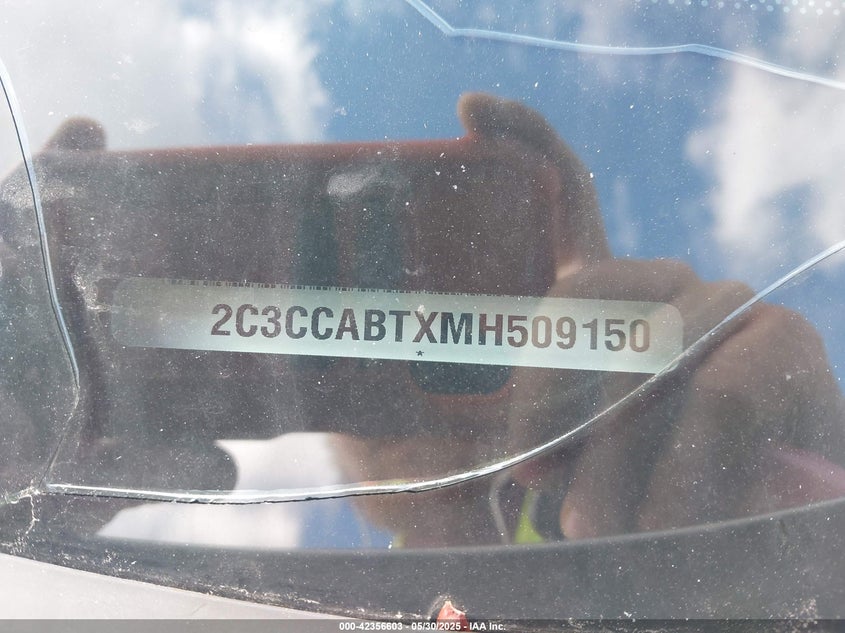 2C3CCABTXMH509150
*
000-42356603 - 05/30/2025 - IAA Inc.